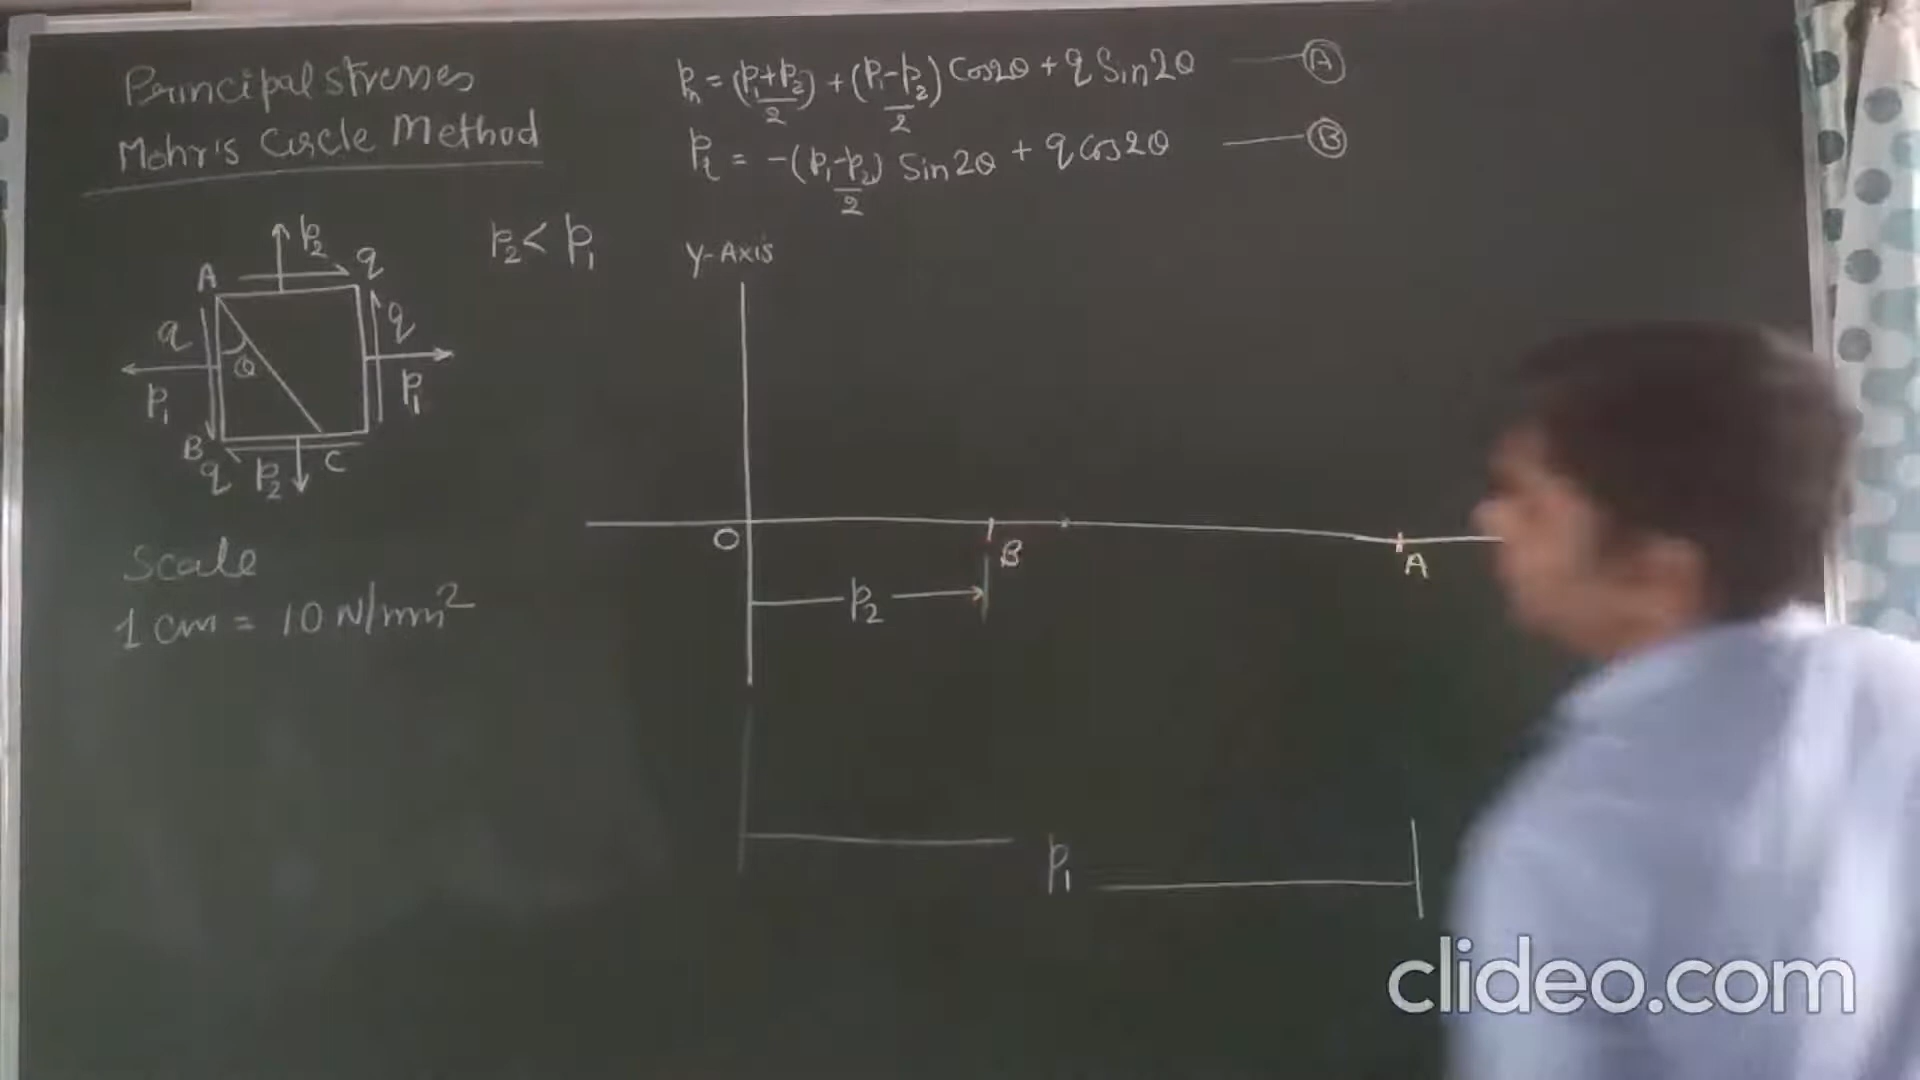 Principal stresses
Mohr's Circle Method
Pn = (P1+P2)/2 + (P1-P2)/2 Cos2θ + q Sin2θ — (A)
Pt = -(P1-P2)/2 Sin2θ + q cos2θ — (B)
P2 < P1
P2
q
A
q
q
θ
P1
P1
B
q
P2
C
Scale
1 cm = 10 N/mm²
Y-Axis
O
B
A
P2
P1
clideo.com